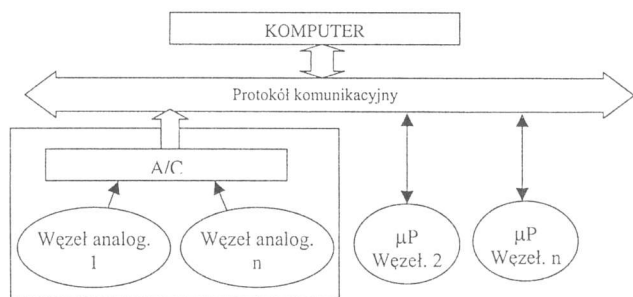 KOMPUTER
Protokół komunikacyjny
A/C
Węzeł analog.
1
Węzeł analog.
n
μP
Węzeł. 2
μP
Węzeł. n